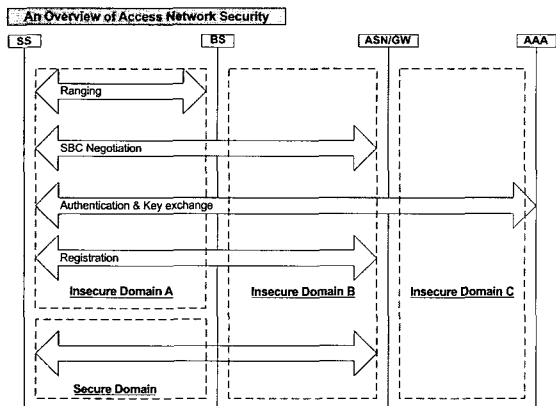 An Overview of Access Network Security
SS BS ASN/GW AAA
Ranging
SBC Negotiation
Authentication & Key exchange
Registration
Insecure Domain A Insecure Domain B Insecure Domain C
Secure Domain